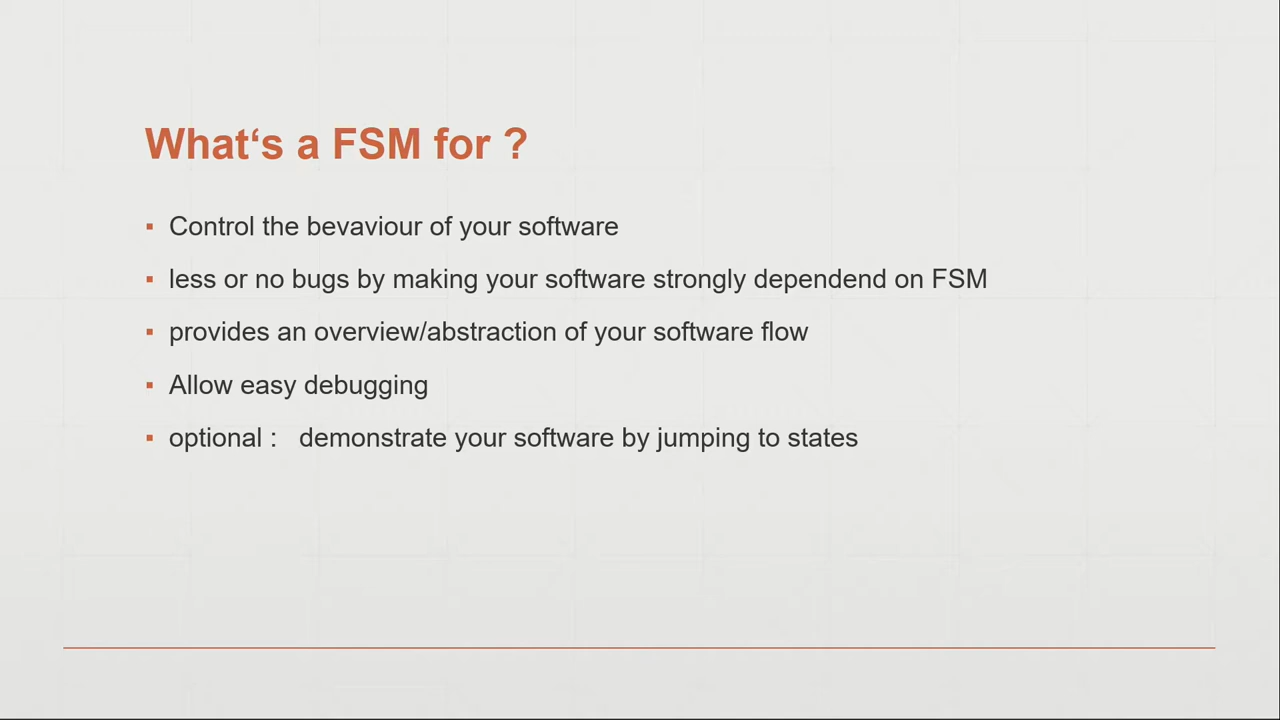 What‘s a FSM for ?
▪ Control the bevaviour of your software
▪ less or no bugs by making your software strongly dependend on FSM
▪ provides an overview/abstraction of your software flow
▪ Allow easy debugging
▪ optional :   demonstrate your software by jumping to states